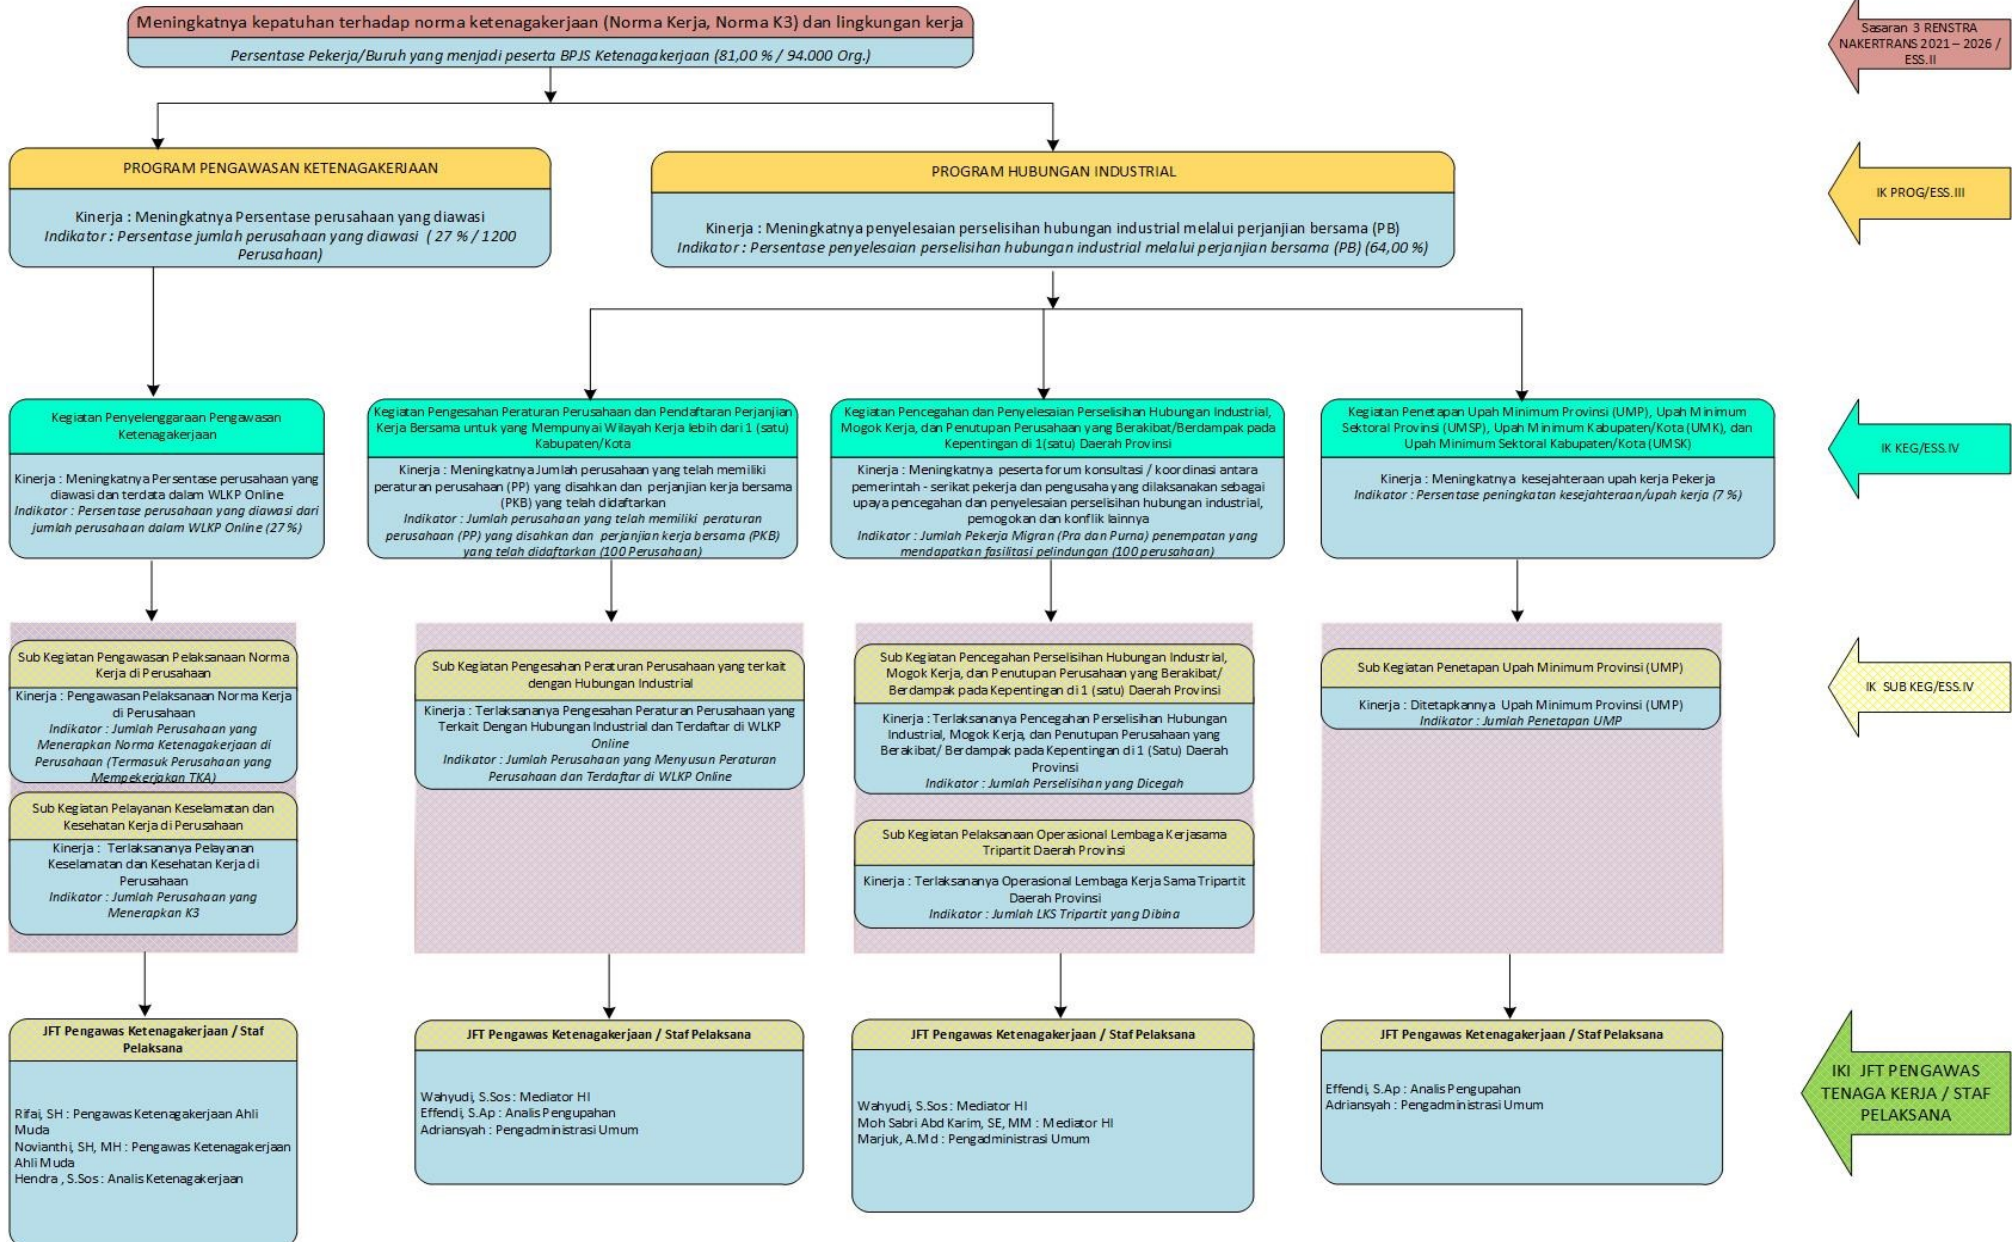 Meningkatnya kepatuhan terhadap norma ketenagakerjaan (Norma Kerja, Norma K3) dan lingkungan kerja
Persentase Pekerja/Buruh yang menjadi peserta BPJS Ketenagakerjaan (81,00 % / 94.000 Org.)
Sasaran 3 RENSTRA
NAKERTRANS 2021 – 2026 /
ESS.II
PROGRAM PENGAWASAN KETENAGAKERJAAN
Kinerja : Meningkatnya Persentase perusahaan yang diawasi
Indikator : Persentase jumlah perusahaan yang diawasi ( 27 % / 1200
Perusahaan)
PROGRAM HUBUNGAN INDUSTRIAL
Kinerja : Meningkatnya penyelesaian perselisihan hubungan industrial melalui perjanjian bersama (PB)
Indikator : Persentase penyelesaian perselisihan hubungan industrial melalui perjanjian bersama (PB) (64,00 %)
IK PROG/ESS.III
Kegiatan Penyelenggaraan Pengawasan
Ketenagakerjaan
Kinerja : Meningkatnya Persentase perusahaan yang
diawasi dan terdata dalam WLKP Online
Indikator : Persentase perusahaan yang diawasi dari
jumlah perusahaan dalam WLKP Online (27 %)
Kegiatan Pengesahan Peraturan Perusahaan dan Pendaftaran Perjanjian
Kerja Bersama untuk yang Mempunyai Wilayah Kerja lebih dari 1 (satu)
Kabupaten/Kota
Kinerja : Meningkatnya Jumlah perusahaan yang telah memiliki
peraturan perusahaan (PP) yang disahkan dan perjanjian kerja bersama
(PKB) yang telah didaftarkan
Indikator : Jumlah perusahaan yang telah memiliki peraturan
perusahaan (PP) yang disahkan dan perjanjian kerja bersama (PKB)
yang telah didaftarkan (100 Perusahaan)
Kegiatan Pencegahan dan Penyelesaian Perselisihan Hubungan Industrial,
Mogok Kerja, dan Penutupan Perusahaan yang Berakibat/Berdampak pada
Kepentingan di 1(satu) Daerah Provinsi
Kinerja : Meningkatnya peserta forum konsultasi / koordinasi antara
pemerintah - serikat pekerja dan pengusaha yang dilaksanakan sebagai
upaya pencegahan dan penyelesaian perselisihan hubungan industrial,
pemogokan dan konflik lainnya
Indikator : Jumlah Pekerja Migran (Pra dan Purna) penempatan yang
mendapatkan fasilitasi pelindungan (100 perusahaan)
Kegiatan Penetapan Upah Minimum Provinsi (UMP), Upah Minimum
Sektoral Provinsi (UMSP), Upah Minimum Kabupaten/Kota (UMK), dan
Upah Minimum Sektoral Kabupaten/Kota (UMSK)
Kinerja : Meningkatnya kesejahteraan upah kerja Pekerja
Indikator : Persentase peningkatan kesejahteraan/upah kerja (7 %)
IK KEG/ESS.IV
Sub Kegiatan Pengawasan Pelaksanaan Norma
Kerja di Perusahaan
Kinerja : Pengawasan Pelaksanaan Norma Kerja
di Perusahaan
Indikator : Jumlah Perusahaan yang
Menerapkan Norma Ketenagakerjaan di
Perusahaan (Termasuk Perusahaan yang
Mempekerjakan TKA)
Sub Kegiatan Pelayanan Keselamatan dan
Kesehatan Kerja di Perusahaan
Kinerja : Terlaksananya Pelayanan
Keselamatan dan Kesehatan Kerja di
Perusahaan
Indikator : Jumlah Perusahaan yang
Menerapkan K3
Sub Kegiatan Pengesahan Peraturan Perusahaan yang terkait
dengan Hubungan Industrial
Kinerja : Terlaksananya Pengesahan Peraturan Perusahaan yang
Terkait Dengan Hubungan Industrial dan Terdaftar di WLKP
Online
Indikator : Jumlah Perusahaan yang Menyusun Peraturan
Perusahaan dan Terdaftar di WLKP Online
Sub Kegiatan Pencegahan Perselisihan Hubungan Industrial,
Mogok Kerja, dan Penutupan Perusahaan yang Berakibat/
Berdampak pada Kepentingan di 1 (satu) Daerah Provinsi
Kinerja : Terlaksananya Pencegahan Perselisihan Hubungan
Industrial, Mogok Kerja, dan Penutupan Perusahaan yang
Berakibat/ Berdampak pada Kepentingan di 1 (Satu) Daerah
Provinsi
Indikator : Jumlah Perselisihan yang Dicegah
Sub Kegiatan Pelaksanaan Operasional Lembaga Kerjasama
Tripartit Daerah Provinsi
Kinerja : Terlaksananya Operasional Lembaga Kerja Sama Tripartit
Daerah Provinsi
Indikator : Jumlah LKS Tripartit yang Dibina
Sub Kegiatan Penetapan Upah Minimum Provinsi (UMP)
Kinerja : Ditetapkannya Upah Minimum Provinsi (UMP)
Indikator : Jumlah Penetapan UMP
IK SUB KEG/ESS.IV
JFT Pengawas Ketenagakerjaan / Staf
Pelaksana
Rifai, SH : Pengawas Ketenagakerjaan Ahli
Muda
Novianthi, SH, MH : Pengawas Ketenagakerjaan
Ahli Muda
Hendra , S.Sos : Analis Ketenagakerjaan
JFT Pengawas Ketenagakerjaan / Staf Pelaksana
Wahyudi, S.Sos : Mediator HI
Effendi, S.Ap : Analis Pengupahan
Adriansyah : Pengadministrasi Umum
JFT Pengawas Ketenagakerjaan / Staf Pelaksana
Wahyudi, S.Sos : Mediator HI
Moh Sabri Abd Karim, SE, MM : Mediator HI
Marjuk, A.Md : Pengadministrasi Umum
JFT Pengawas Ketenagakerjaan / Staf Pelaksana
Effendi, S.Ap : Analis Pengupahan
Adriansyah : Pengadministrasi Umum
IKI JFT PENGAWAS
TENAGA KERJA / STAF
PELAKSANA